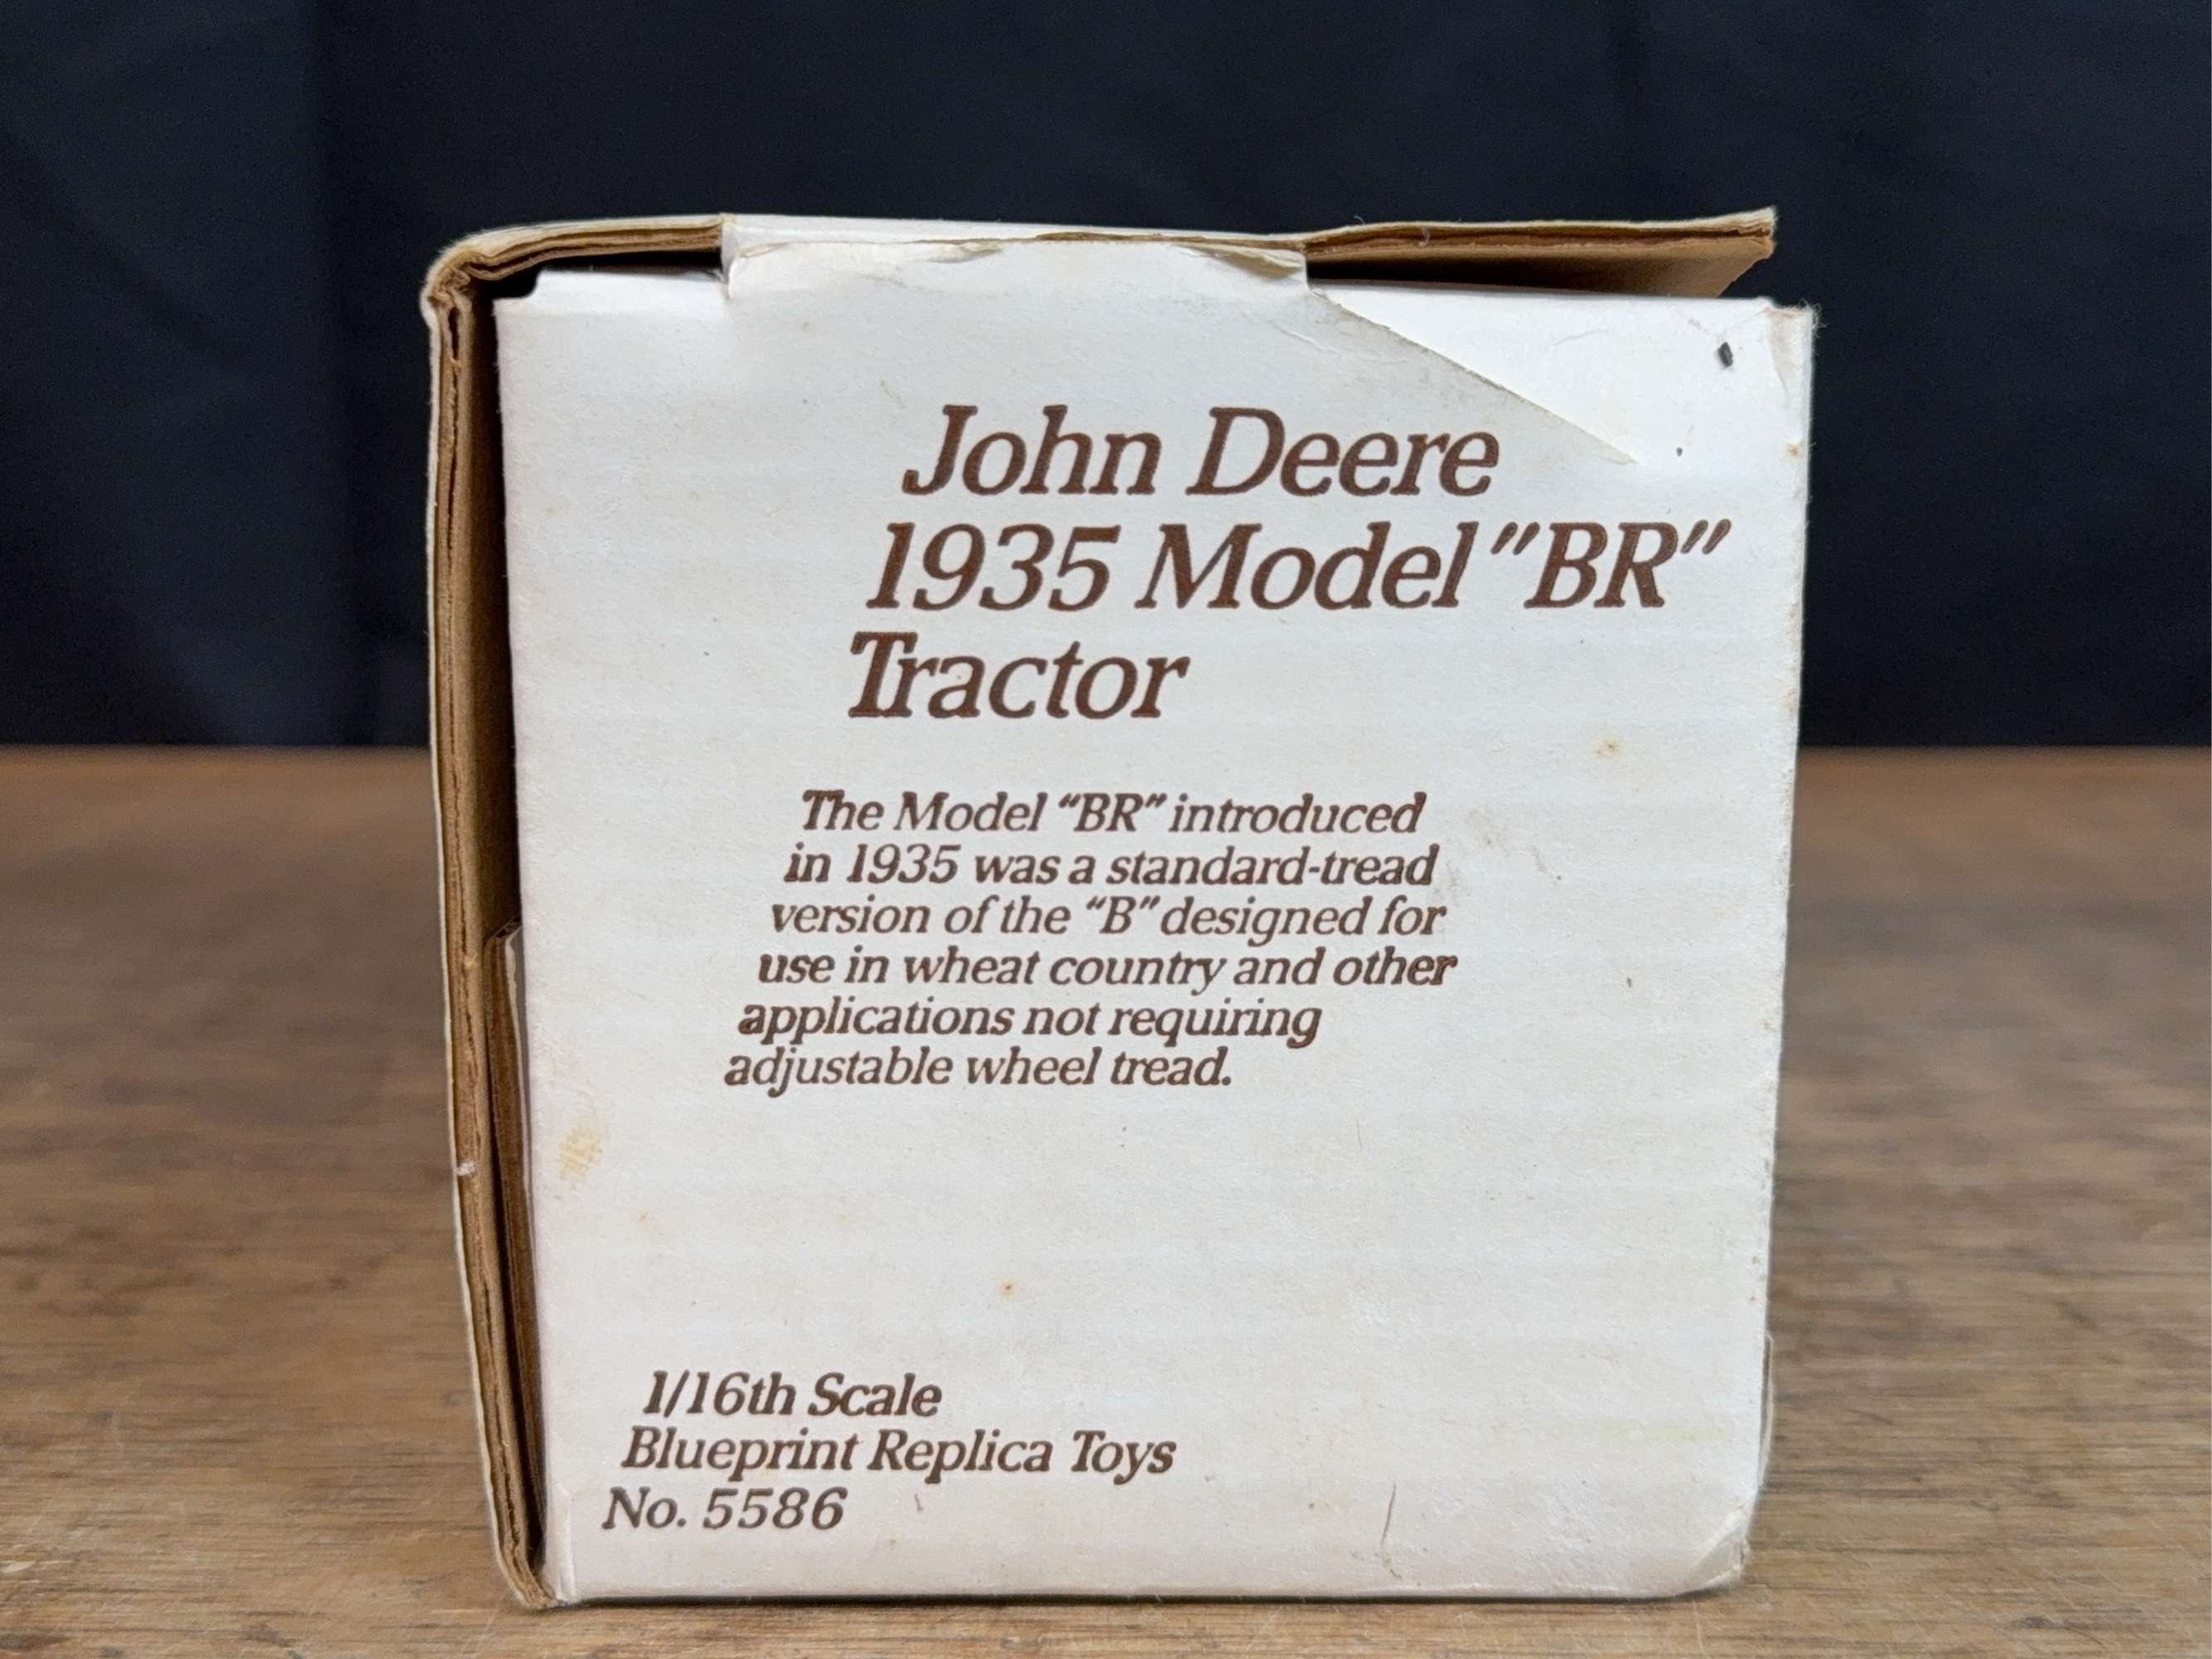 John Deere
1935 Model "BR"
Tractor
The Model “BR” introduced
in 1935 was a standard-tread
version of the “B” designed for
use in wheat country and other
applications not requiring
adjustable wheel tread.
1/16th Scale
Blueprint Replica Toys
No. 5586